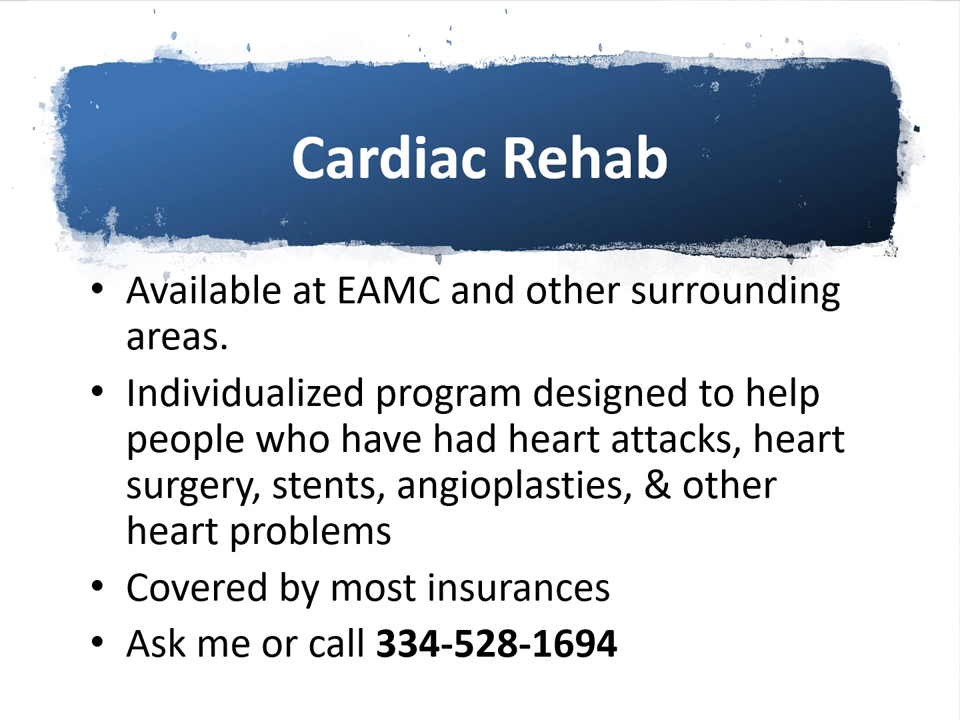 Cardiac Rehab
• Available at EAMC and other surrounding
areas.
• Individualized program designed to help
people who have had heart attacks, heart
surgery, stents, angioplasties, & other
heart problems
• Covered by most insurances
• Ask me or call 334-528-1694